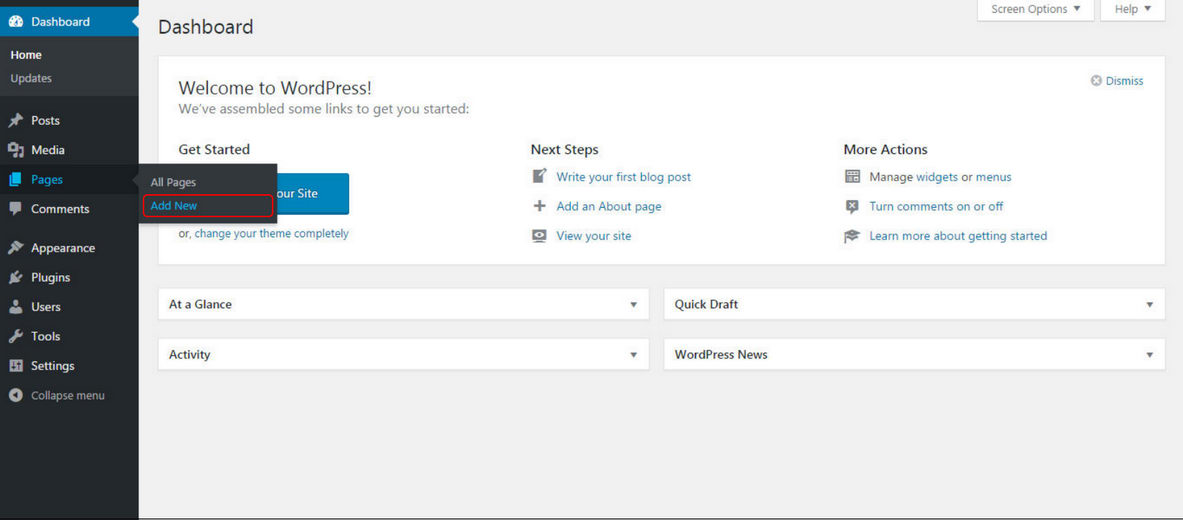 Dashboard
Home
Updates
Posts
Media
Pages
Comments
Appearance
Plugins
Users
Tools
Settings
Collapse menu
All Pages
Add New
Screen Options
Help
Dashboard
Welcome to WordPress!
We've assembled some links to get you started:
Dismiss
Get Started
our Site
or, change your theme completely
Next Steps
Write your first blog post
Add an About page
View your site
More Actions
Manage widgets or menus
Turn comments on or off
Learn more about getting started
At a Glance
Quick Draft
Activity
WordPress News